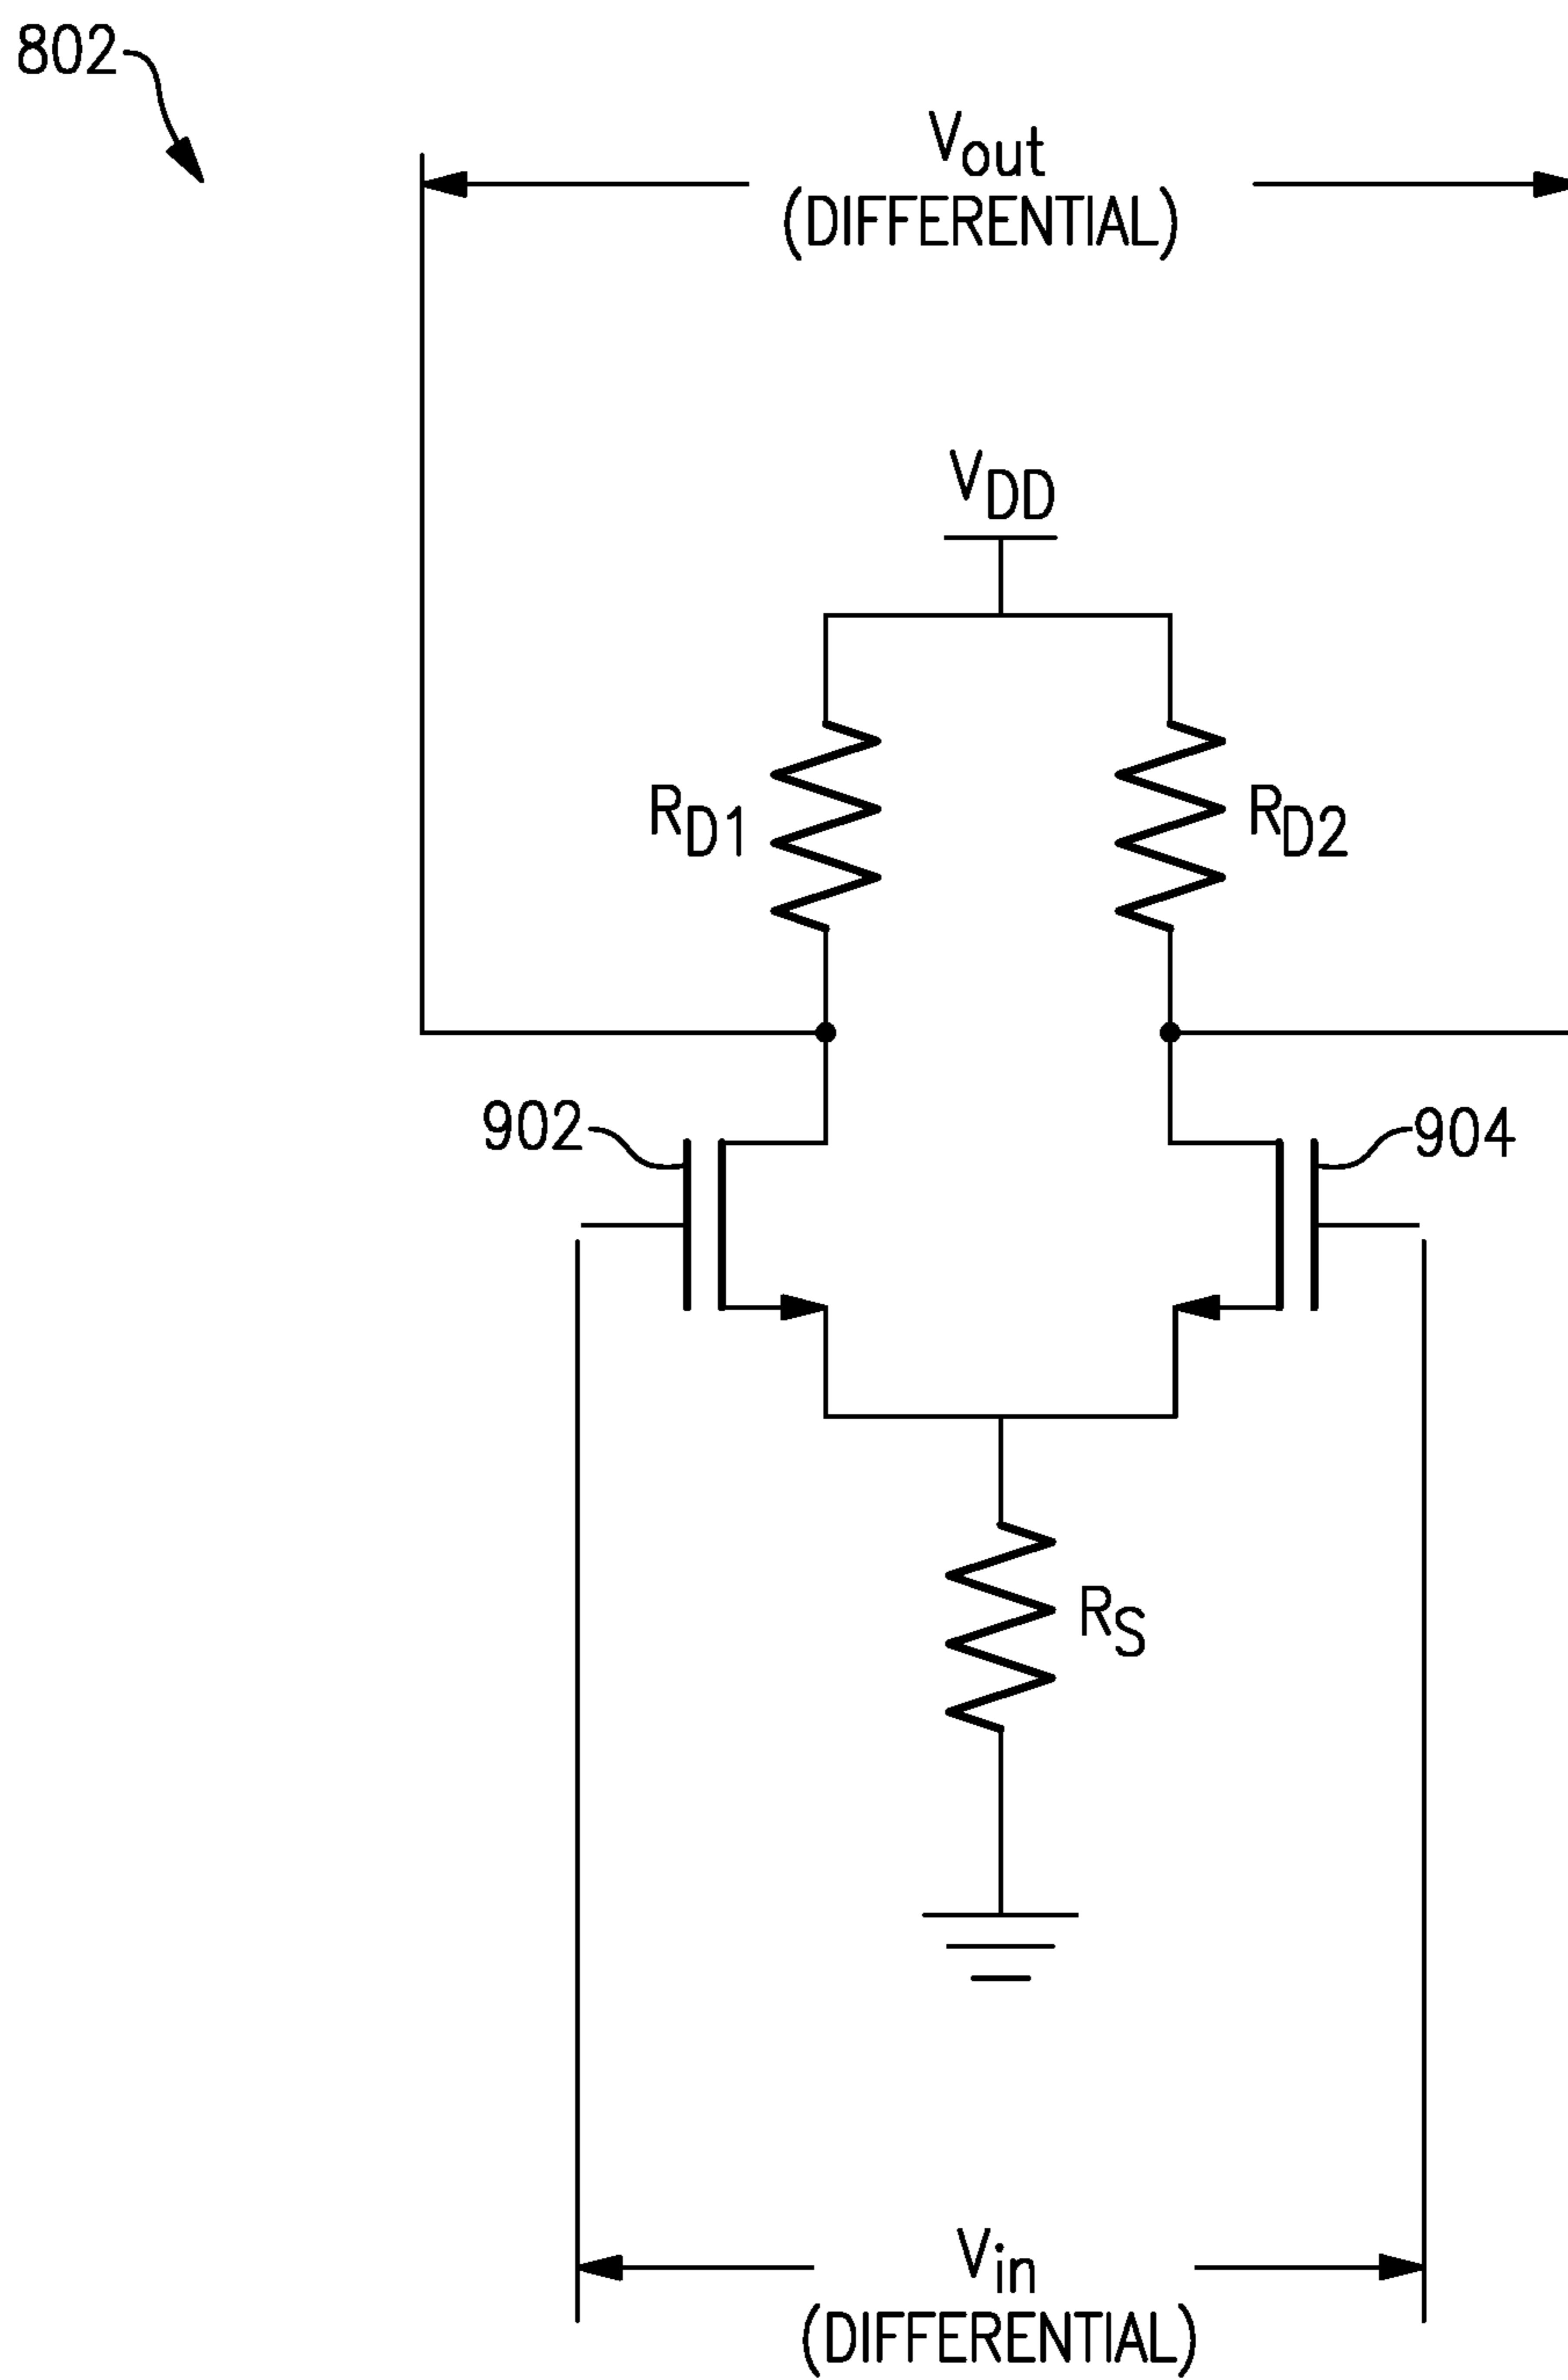 802
Vout
(DIFFERENTIAL)
VDD
RD1
RD2
902
904
RS
Vin
(DIFFERENTIAL)